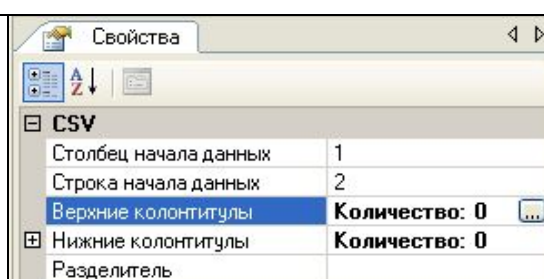 Свойства
CSV
Столбец начала данных 1
Строка начала данных 2
Верхние колонтитулы Количество: 0 ...
Нижние колонтитулы Количество: 0
Разделитель